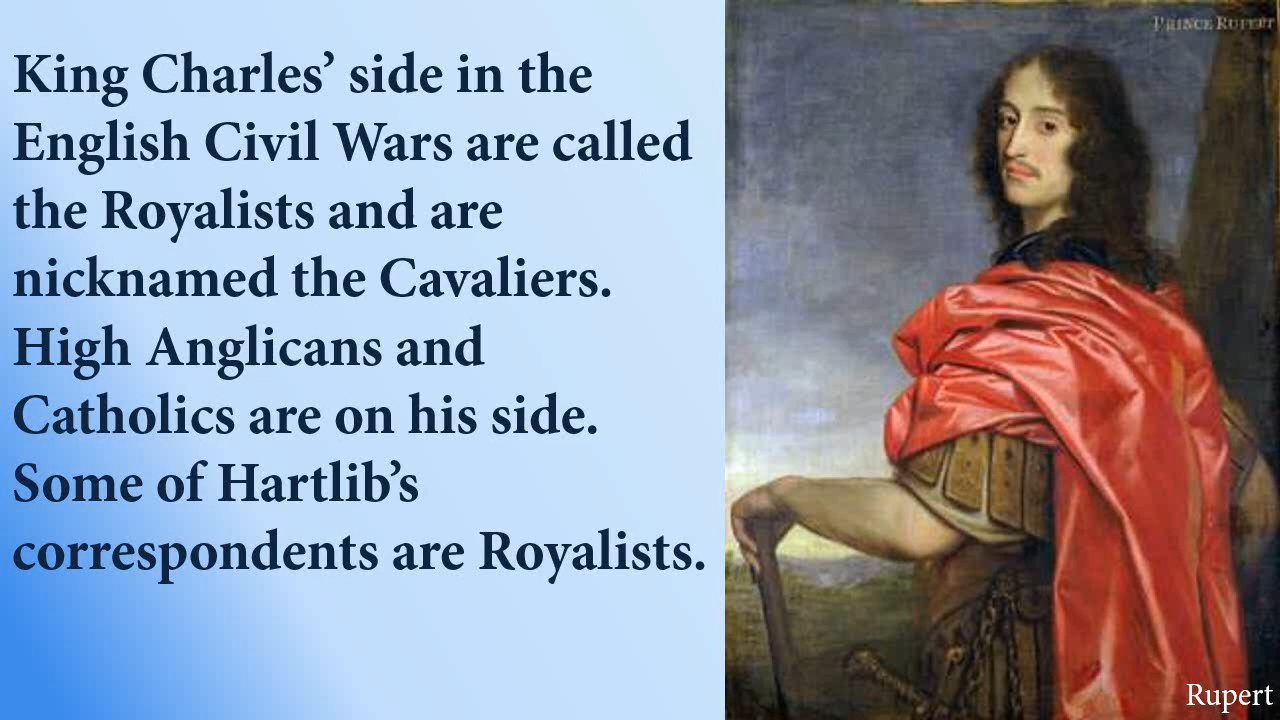 King Charles’ side in the
English Civil Wars are called
the Royalists and are
nicknamed the Cavaliers.
High Anglicans and
Catholics are on his side.
Some of Hartlib’s
correspondents are Royalists.
PRINCE RUPERT
Rupert